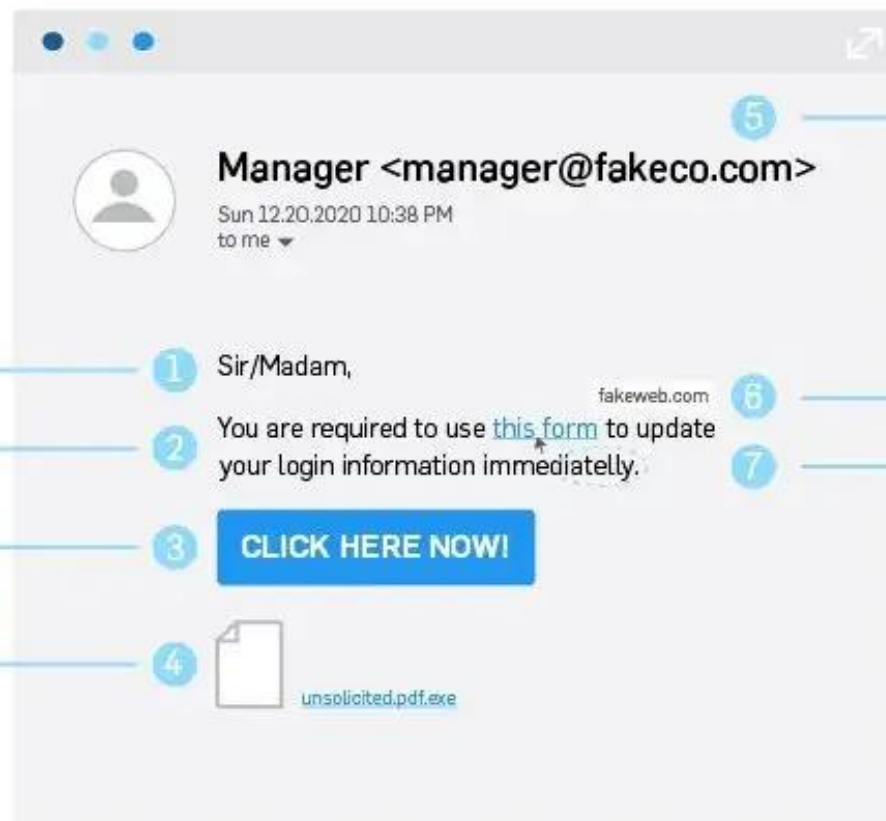 5
Manager <manager@fakeco.com>
Sun 12.20.2020 10:38 PM
to me
1 Sir/Madam,
fakeweb.com 6
2 You are required to use this form to update
your login information immediatelly. 7
3 CLICK HERE NOW!
4
unsolicited.pdf.exe